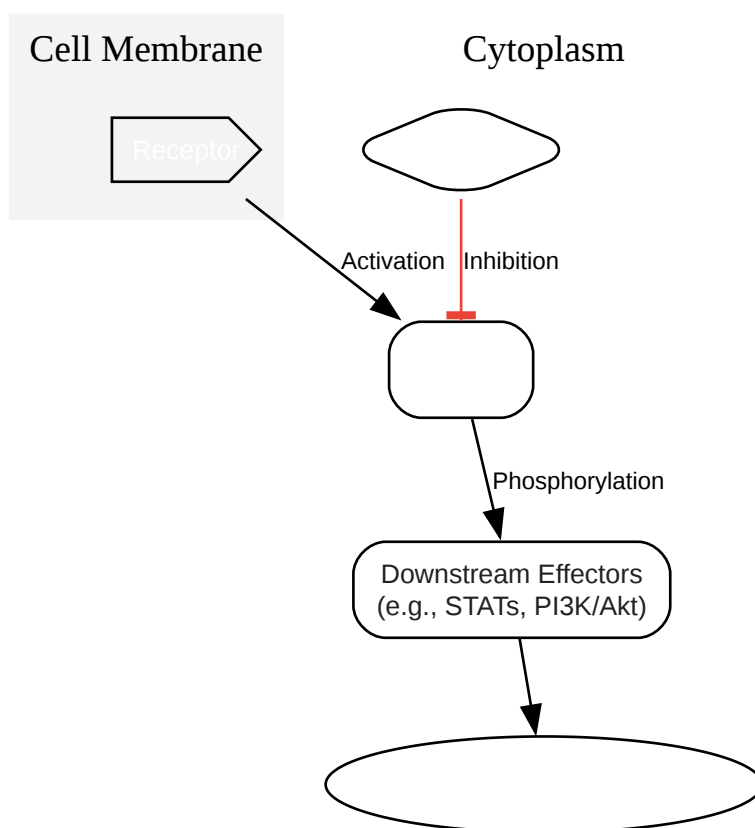 Cell Membrane
Cytoplasm
Receptor
Activation
Inhibition
Phosphorylation
Downstream Effectors
(e.g., STATs, PI3K/Akt)